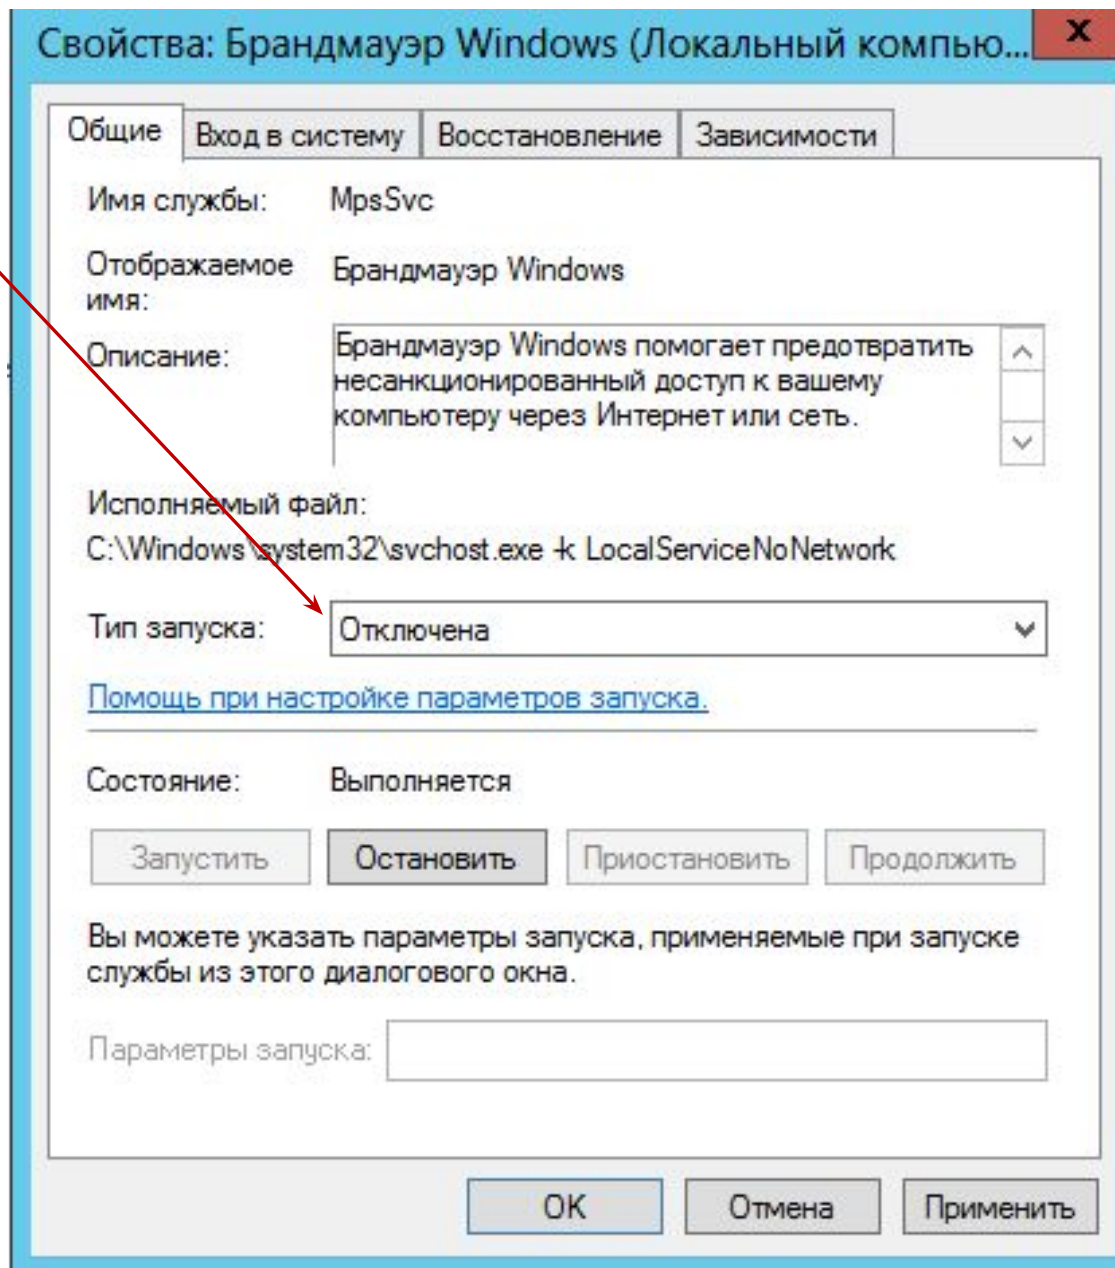 Свойства: Брандмауэр Windows (Локальный компью...
x
Общие
Вход в систему
Восстановление
Зависимости
Имя службы: MpsSvc
Отображаемое имя: Брандмауэр Windows
Описание: Брандмауэр Windows помогает предотвратить
несанкционированный доступ к вашему
компьютеру через Интернет или сеть.
Исполняемый файл:
C:\Windows\system32\svchost.exe -k LocalServiceNoNetwork
Тип запуска: Отключена
Помощь при настройке параметров запуска.
Состояние: Выполняется
Запустить
Остановить
Приостановить
Продолжить
Вы можете указать параметры запуска, применяемые при запуске
службы из этого диалогового окна.
Параметры запуска:
OK
Отмена
Применить